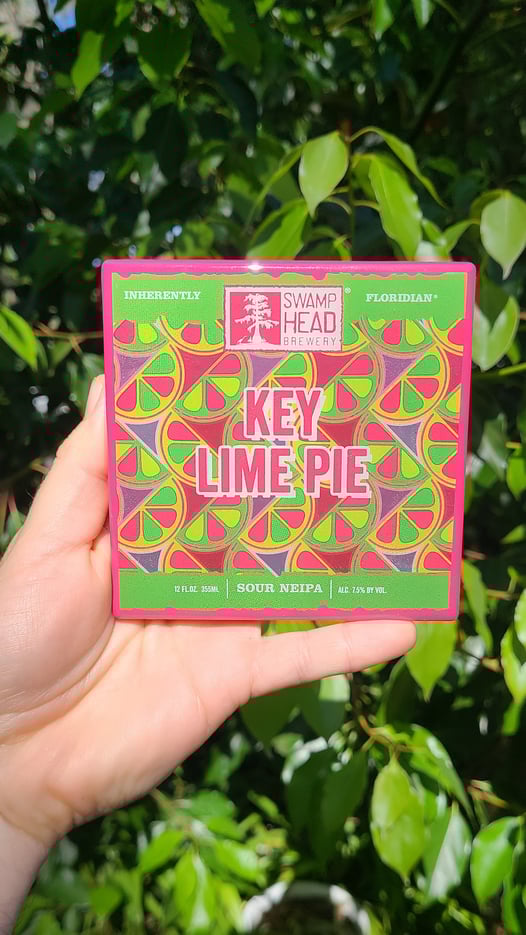 INHERENTLY
SWAMP
HEAD
BREWERY
®
FLORIDIAN®
KEY
LIME PIE
12 FL.OZ. 355ML
SOUR NEIPA
ALC. 7.5% BY VOL.